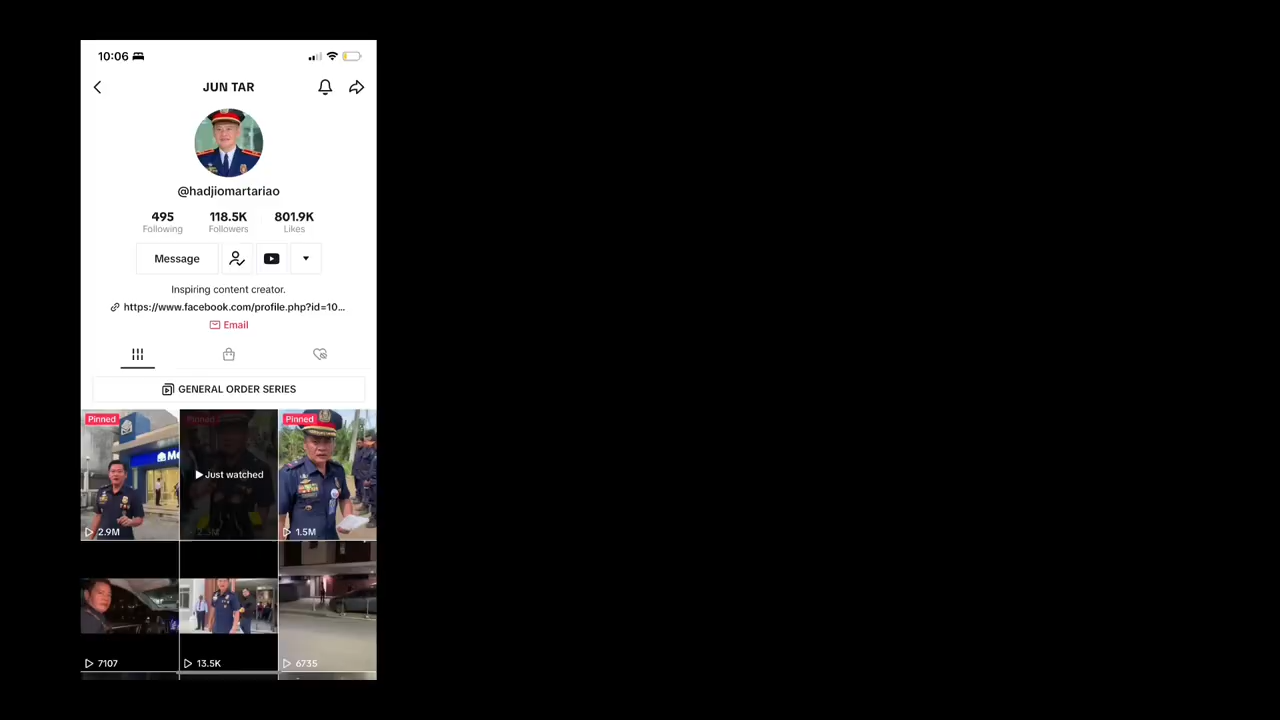 10:06
JUN TAR
@hadjiomartariao
495 118.5K 801.9K
Following Followers Likes
Message
Inspiring content creator.
https://www.facebook.com/profile.php?id=10...
Email
GENERAL ORDER SERIES
Pinned Pinned Pinned
Just watched
2.9M 1.5M
7107 13.5K 6735